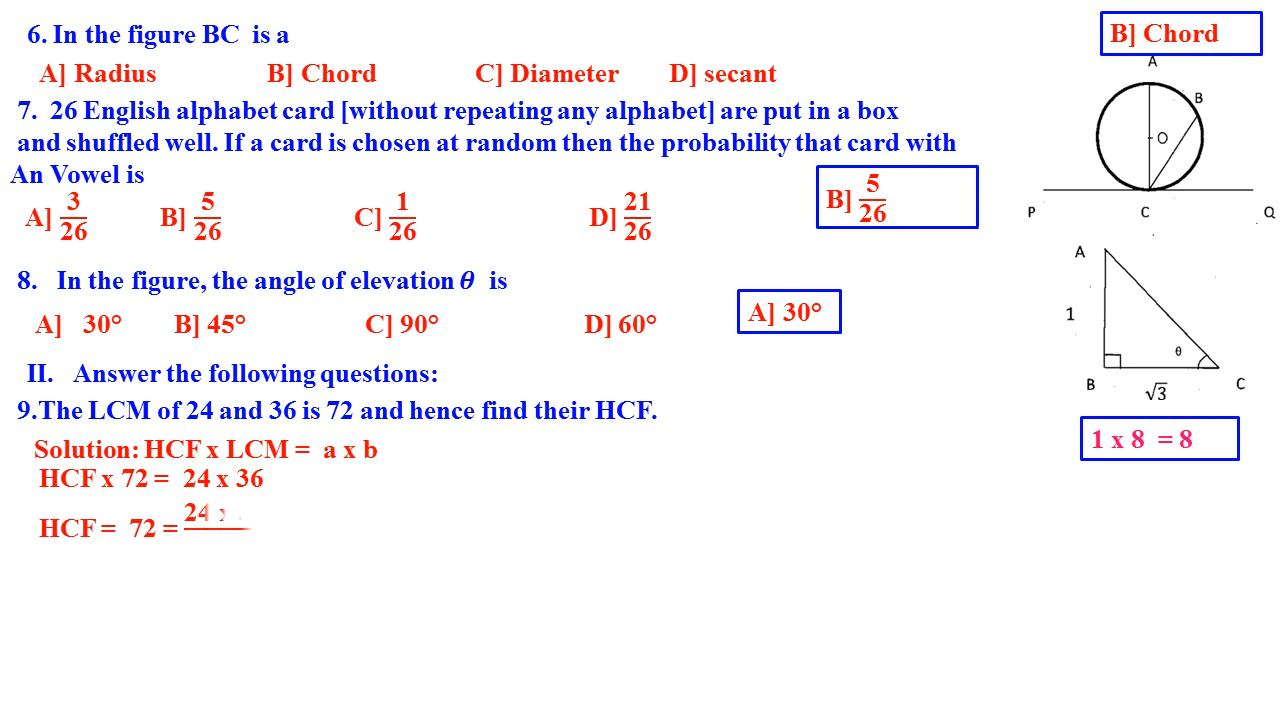 6. In the figure BC is a
B] Chord
A] Radius B] Chord C] Diameter D] secant
7. 26 English alphabet card [without repeating any alphabet] are put in a box
and shuffled well. If a card is chosen at random then the probability that card with
An Vowel is
A] 3/26 B] 5/26 C] 1/26 D] 21/26
B] 5/26
A
B
O
P C Q
8. In the figure, the angle of elevation θ is
A] 30° B] 45° C] 90° D] 60°
A] 30°
A
1
θ
B C
√3
II. Answer the following questions:
9.The LCM of 24 and 36 is 72 and hence find their HCF.
1 x 8 = 8
Solution: HCF x LCM = a x b
HCF x 72 = 24 x 36
HCF = 72 = 24